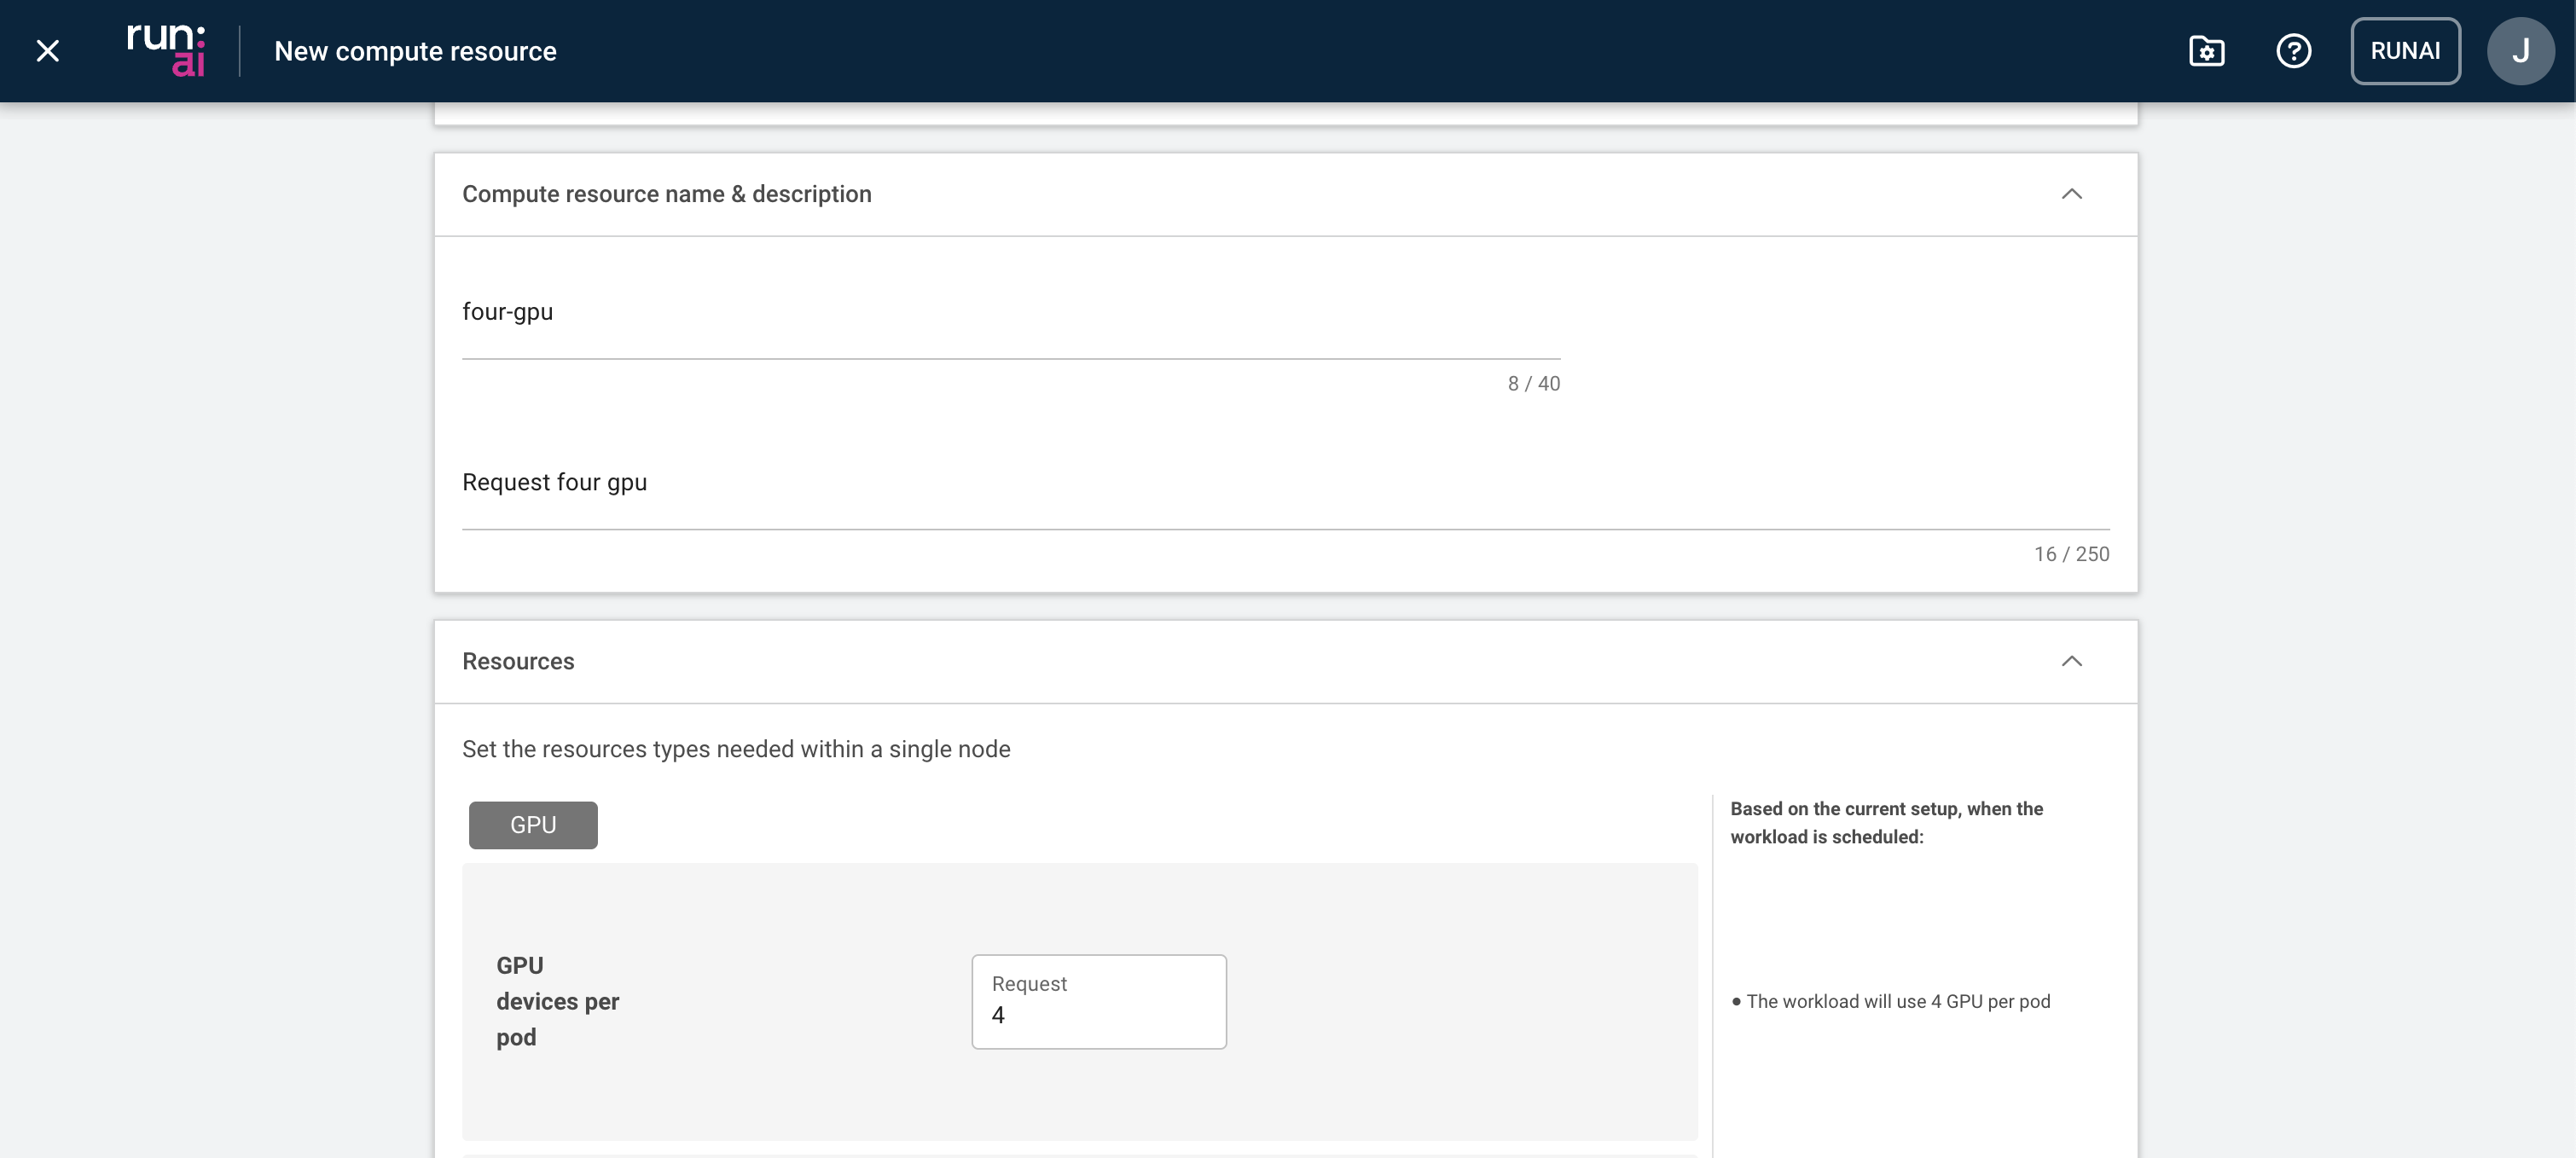 run:
ai
New compute resource
RUNAI
J
Compute resource name & description
four-gpu
8 / 40
Request four gpu
16 / 250
Resources
Set the resources types needed within a single node
GPU
Based on the current setup, when the
workload is scheduled:
GPU
devices per
pod
Request
4
● The workload will use 4 GPU per pod